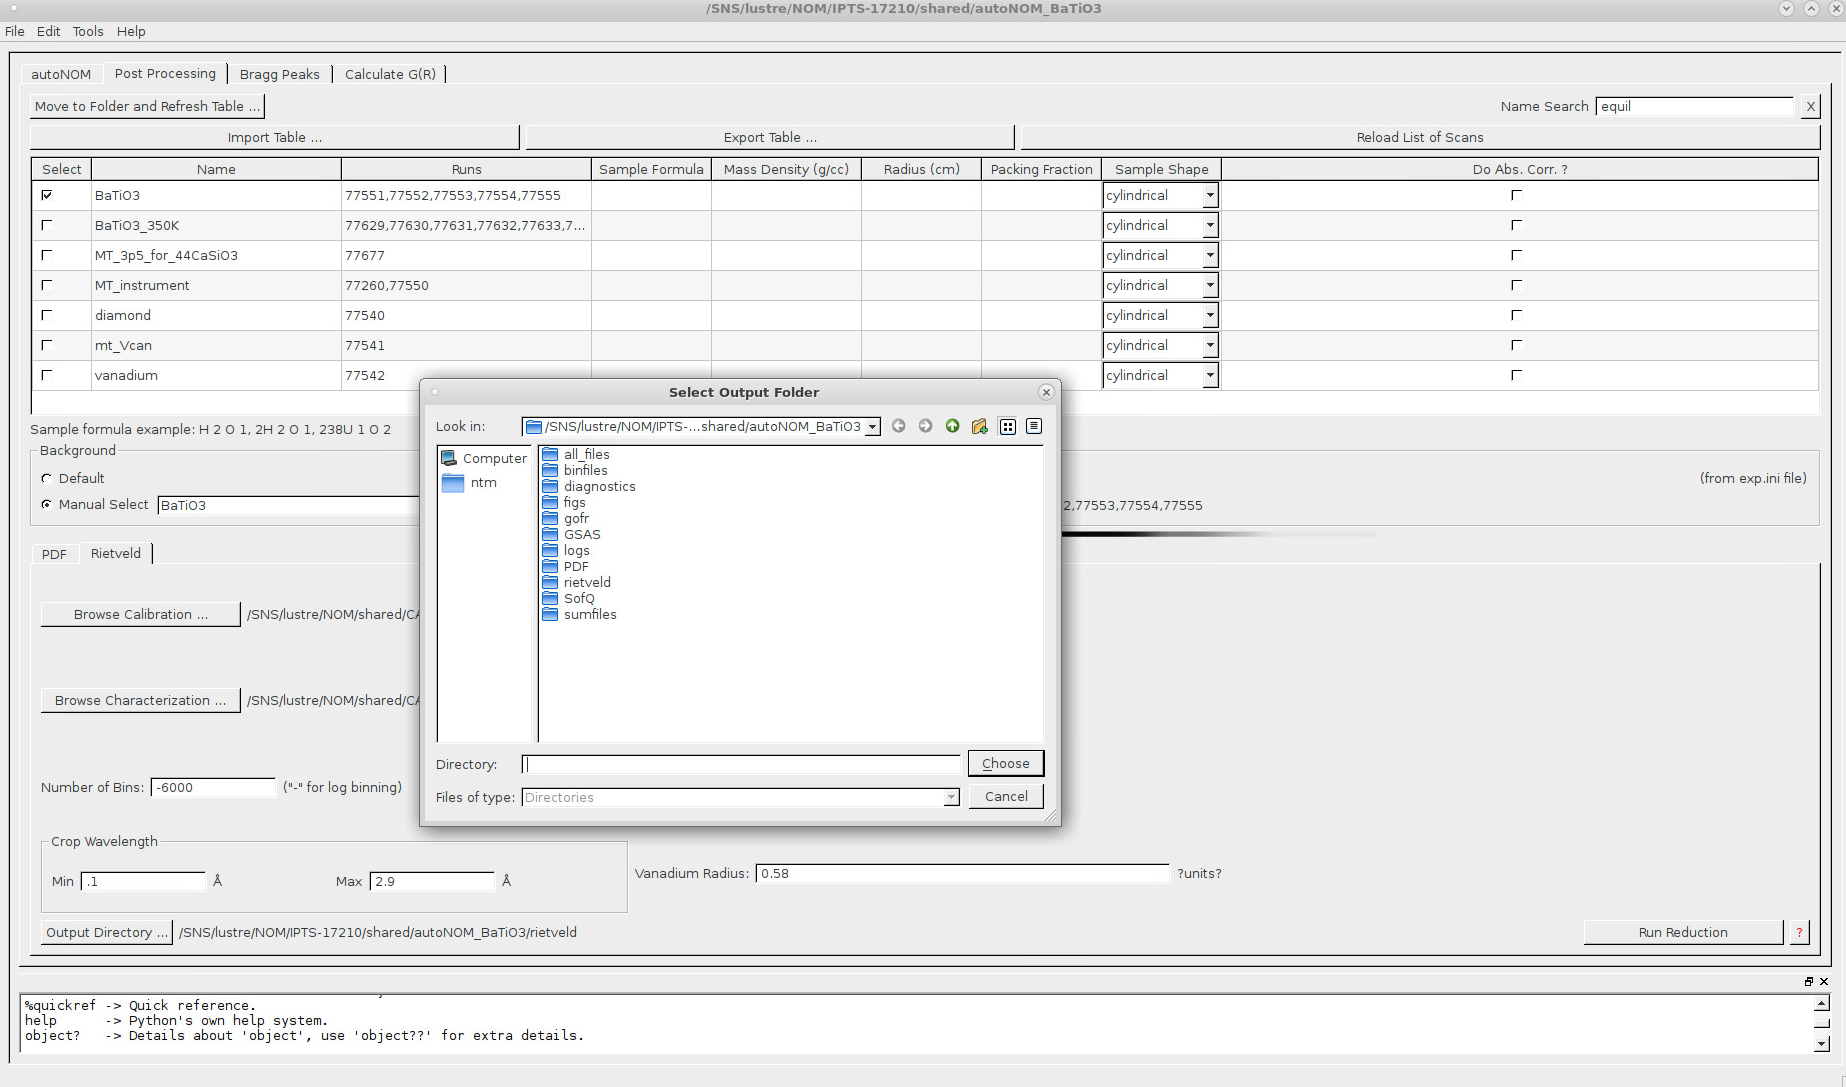 /SNS/lustre/NOM/IPTS-17210/shared/autoNOM_BaTiO3
File Edit Tools Help
autoNOM Post Processing Bragg Peaks Calculate G(R)
Move to Folder and Refresh Table ... Name Search equil X
Import Table ... Export Table ... Reload List of Scans
Select Name Runs Sample Formula Mass Density (g/cc) Radius (cm) Packing Fraction Sample Shape Do Abs. Corr. ?
BaTiO3 77551,77552,77553,77554,77555 cylindrical
BaTiO3_350K 77629,77630,77631,77632,77633,7... cylindrical
MT_3p5_for_44CaSiO3 77677 cylindrical
MT_instrument 77260,77550 cylindrical
diamond 77540 cylindrical
mt_Vcan 77541 cylindrical
vanadium 77542 cylindrical
Sample formula example: H 2 O 1, 2H 2 O 1, 238U 1 O 2
Background
Default (from exp.ini file)
Manual Select BaTiO3 2,77553,77554,77555
PDF Rietveld
Browse Calibration ... /SNS/lustre/NOM/shared/CA
Browse Characterization ... /SNS/lustre/NOM/shared/CA
Number of Bins: -6000 ("-" for log binning)
Crop Wavelength
Min .1 Å Max 2.9 Å
Vanadium Radius: 0.58 ?units?
Output Directory ... /SNS/lustre/NOM/IPTS-17210/shared/autoNOM_BaTiO3/rietveld
Run Reduction ?
Select Output Folder
Look in: /SNS/lustre/NOM/IPTS-...shared/autoNOM_BaTiO3
Computer
ntm
all_files
binfiles
diagnostics
figs
gofr
GSAS
logs
PDF
rietveld
SofQ
sumfiles
Directory: Choose
Files of type: Directories Cancel
%quickref -> Quick reference.
help -> Python's own help system.
object? -> Details about 'object', use 'object??' for extra details.